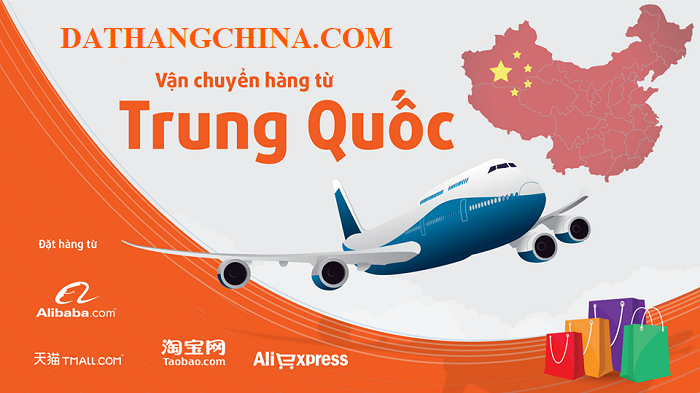 DATHANGCHINA.COM
Vận chuyển hàng từ
Trung Quốc
Đặt hàng từ
Alibaba.com
天猫 TMALL.COM
淘宝网
Taobao.com
AliExpress